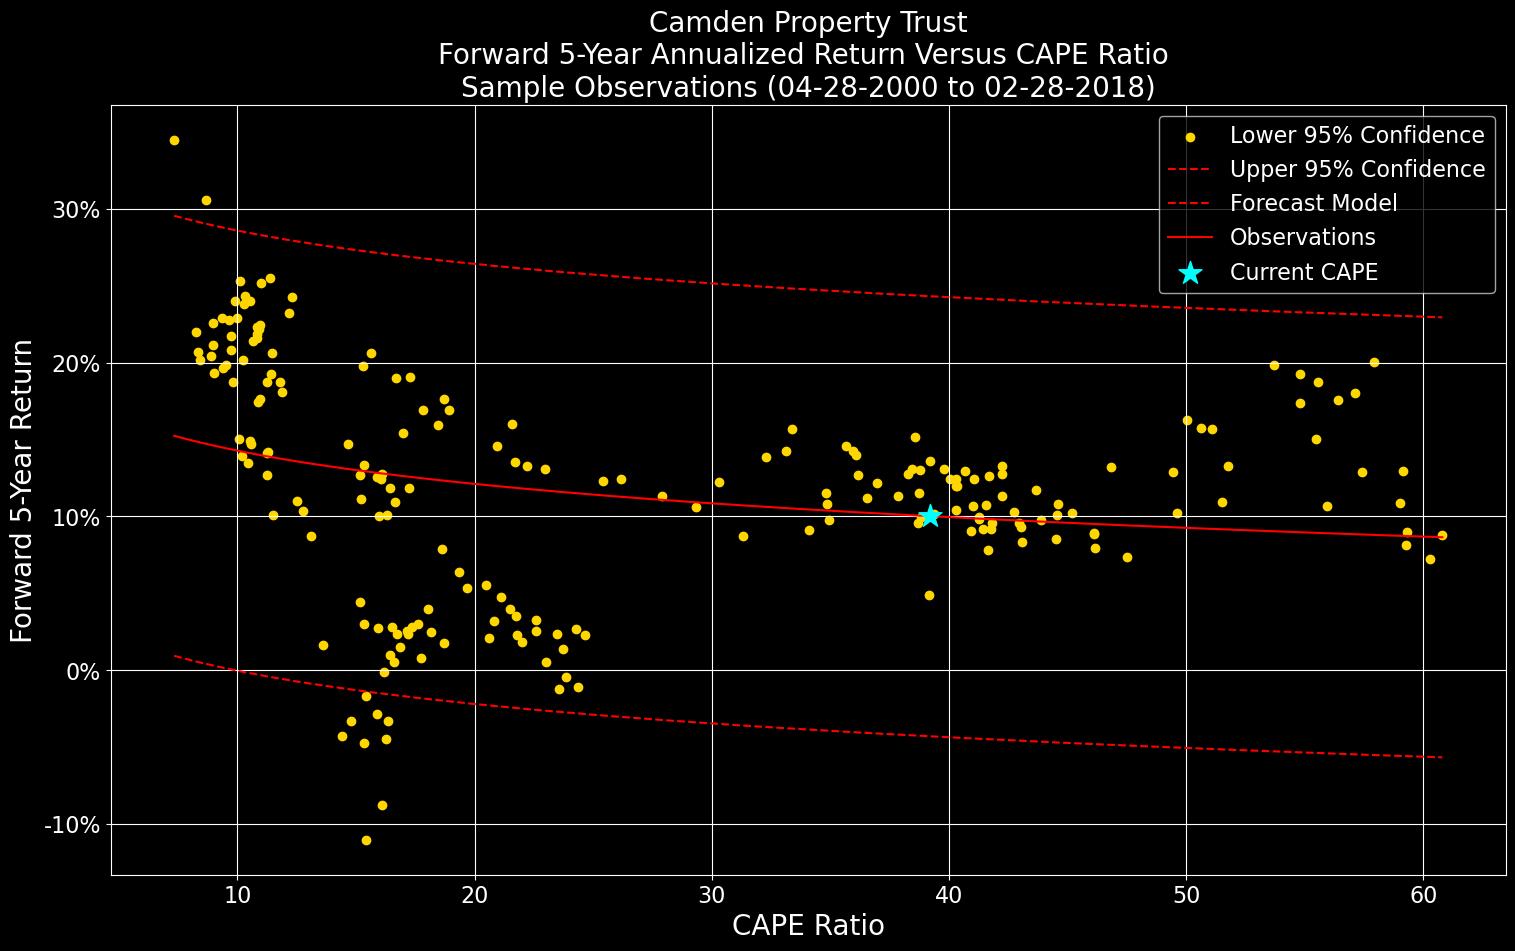 Camden Property Trust
Forward 5-Year Annualized Return Versus CAPE Ratio
Sample Observations (04-28-2000 to 02-28-2018)
Lower 95% Confidence
Upper 95% Confidence
Forecast Model
Observations
Current CAPE
Forward 5-Year Return
30%
20%
10%
0%
-10%
10
20
30
40
50
60
CAPE Ratio